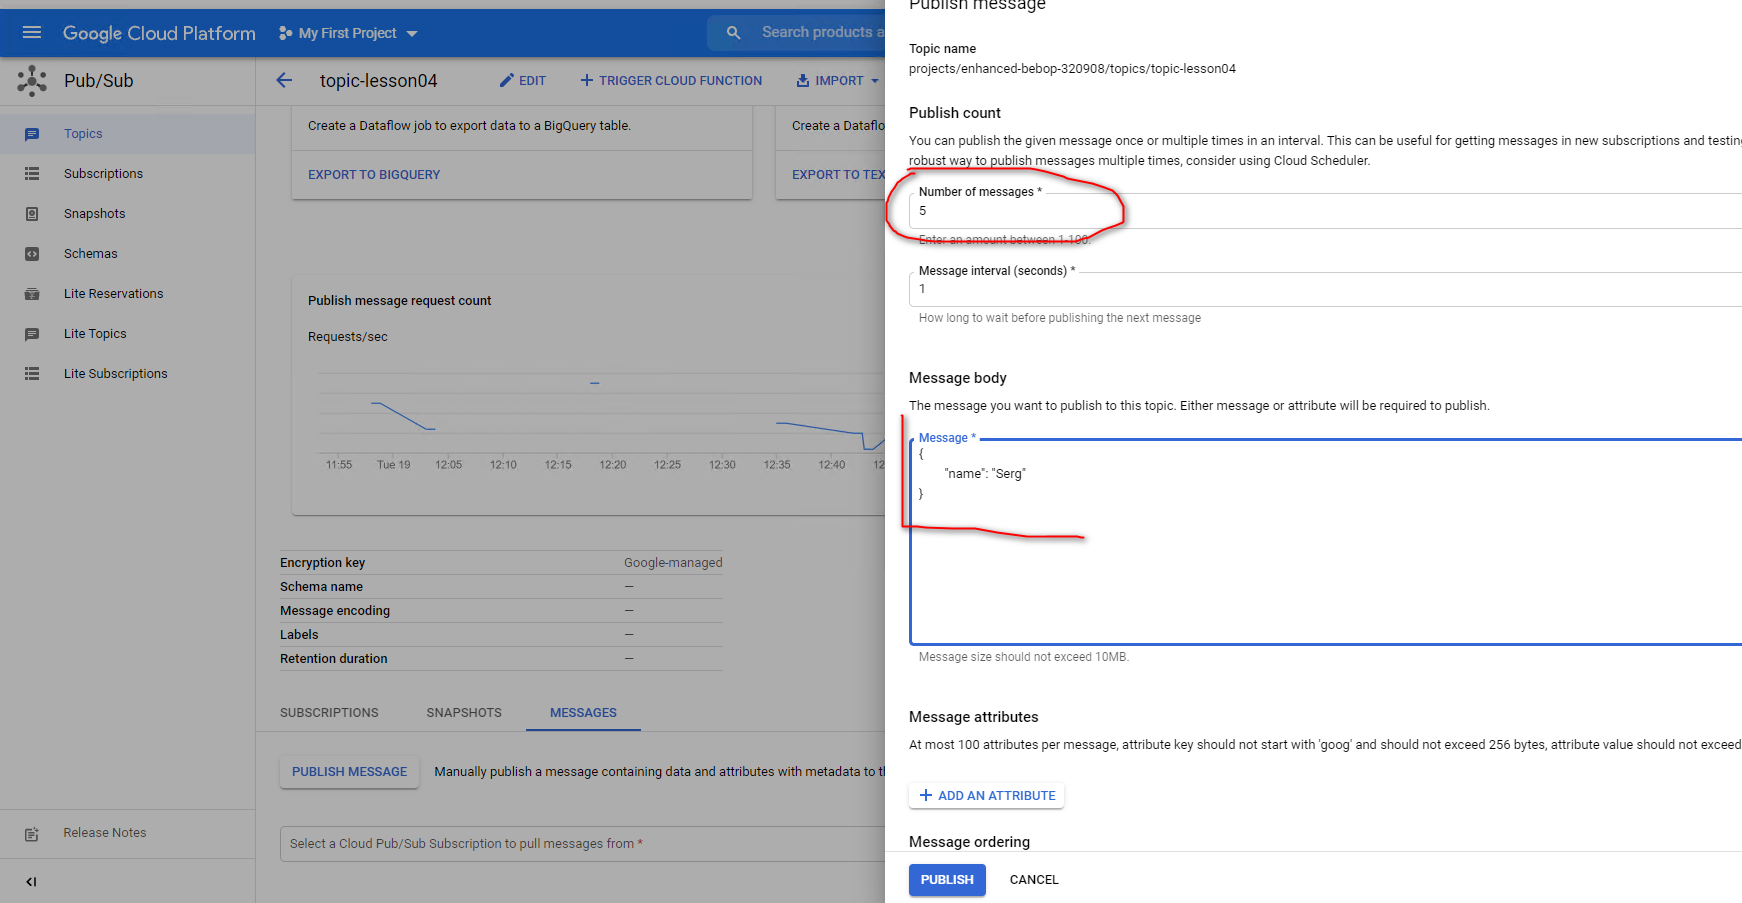 Google Cloud Platform
My First Project
Search products a
Pub/Sub
topic-lesson04
EDIT
TRIGGER CLOUD FUNCTION
IMPORT
Topics
Subscriptions
Snapshots
Schemas
Lite Reservations
Lite Topics
Lite Subscriptions
Release Notes
Create a Dataflow job to export data to a BigQuery table.
EXPORT TO BIGQUERY
Create a Dataflo
EXPORT TO TEX
Publish message request count
Requests/sec
11:55 Tue 19 12:05 12:10 12:15 12:20 12:25 12:30 12:35 12:40 12
Encryption key Google-managed
Schema name —
Message encoding —
Labels —
Retention duration —
SUBSCRIPTIONS SNAPSHOTS MESSAGES
PUBLISH MESSAGE
Manually publish a message containing data and attributes with metadata to th
Select a Cloud Pub/Sub Subscription to pull messages from *
Publish message
Topic name
projects/enhanced-bebop-320908/topics/topic-lesson04
Publish count
You can publish the given message once or multiple times in an interval. This can be useful for getting messages in new subscriptions and testing
robust way to publish messages multiple times, consider using Cloud Scheduler.
Number of messages *
5
Enter an amount between 1-100.
Message interval (seconds) *
1
How long to wait before publishing the next message
Message body
The message you want to publish to this topic. Either message or attribute will be required to publish.
Message *
{
"name": "Serg"
}
Message size should not exceed 10MB.
Message attributes
At most 100 attributes per message, attribute key should not start with 'goog' and should not exceed 256 bytes, attribute value should not exceed
ADD AN ATTRIBUTE
Message ordering
PUBLISH
CANCEL